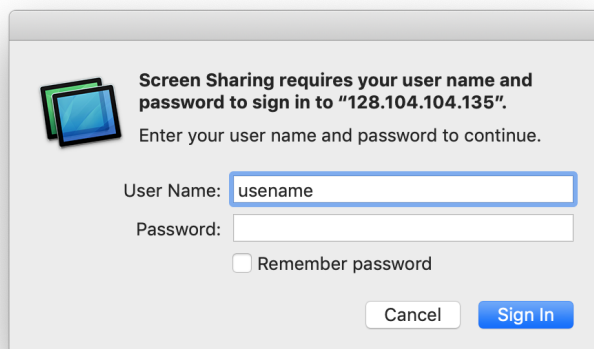 Screen Sharing requires your user name and
password to sign in to “128.104.104.135”.
Enter your user name and password to continue.
User Name: usename
Password:
Remember password
Cancel Sign In